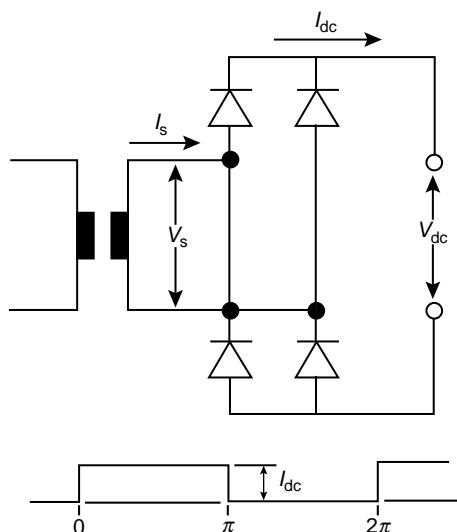 I_dc
I_s
V_s
V_dc
I_dc
0 π 2π